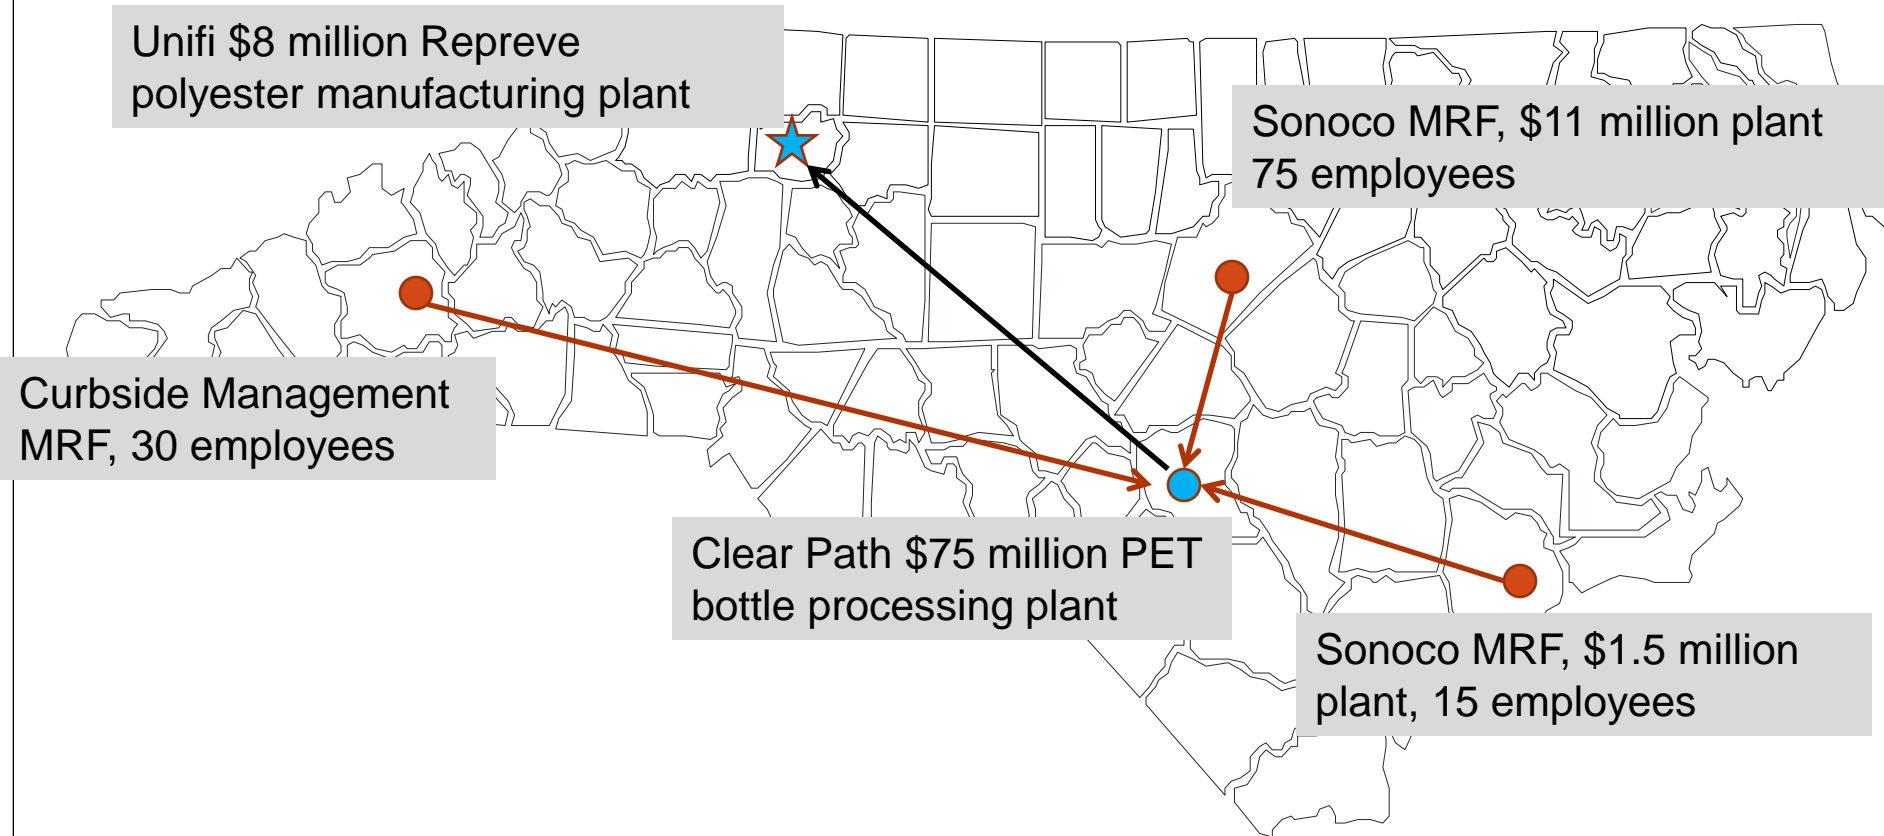 Unifi $8 million Repreve
polyester manufacturing plant
Sonoco MRF, $11 million plant
75 employees
Curbside Management
MRF, 30 employees
Clear Path $75 million PET
bottle processing plant
Sonoco MRF, $1.5 million
plant, 15 employees